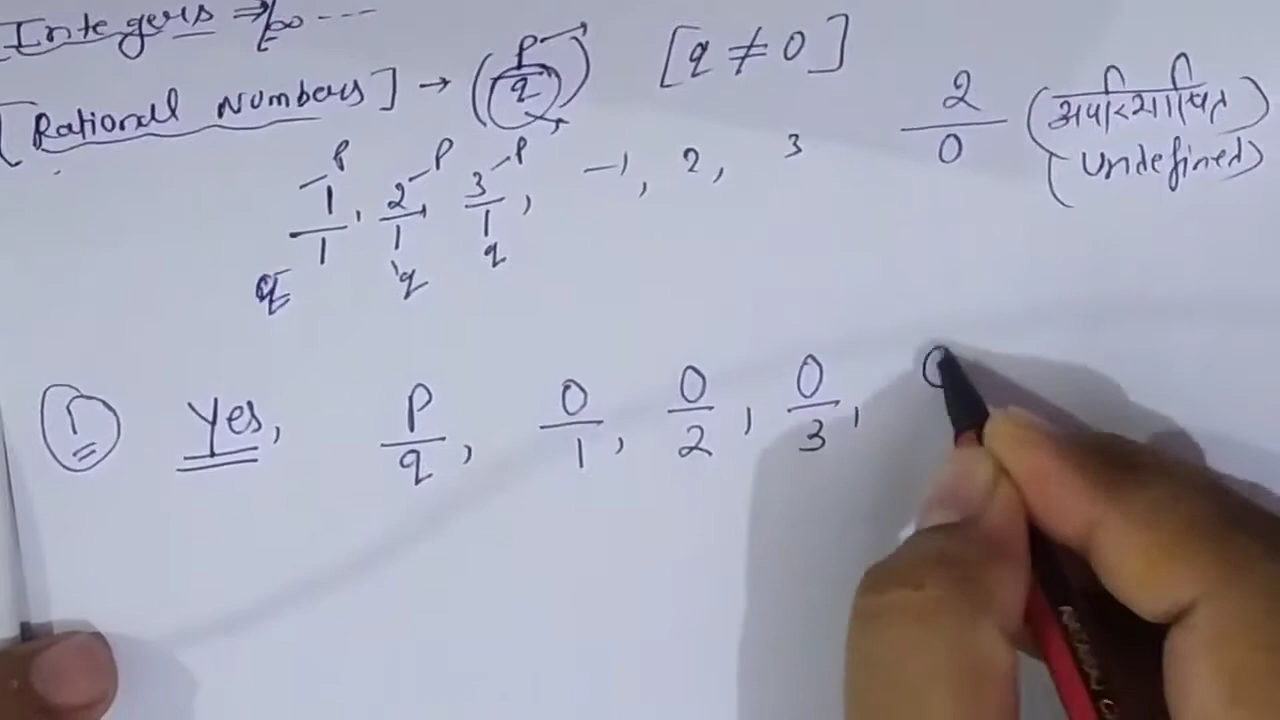 Integers ⇒
[Rational Numbers] → (p/q) [q ≠ 0]
2/0 (अपरिभाषित) (undefined)
1/1, 2/1, 3/1, -1, 2, 3
p p p
q q q
① Yes, p/q, 0/1, 0/2, 0/3, 0